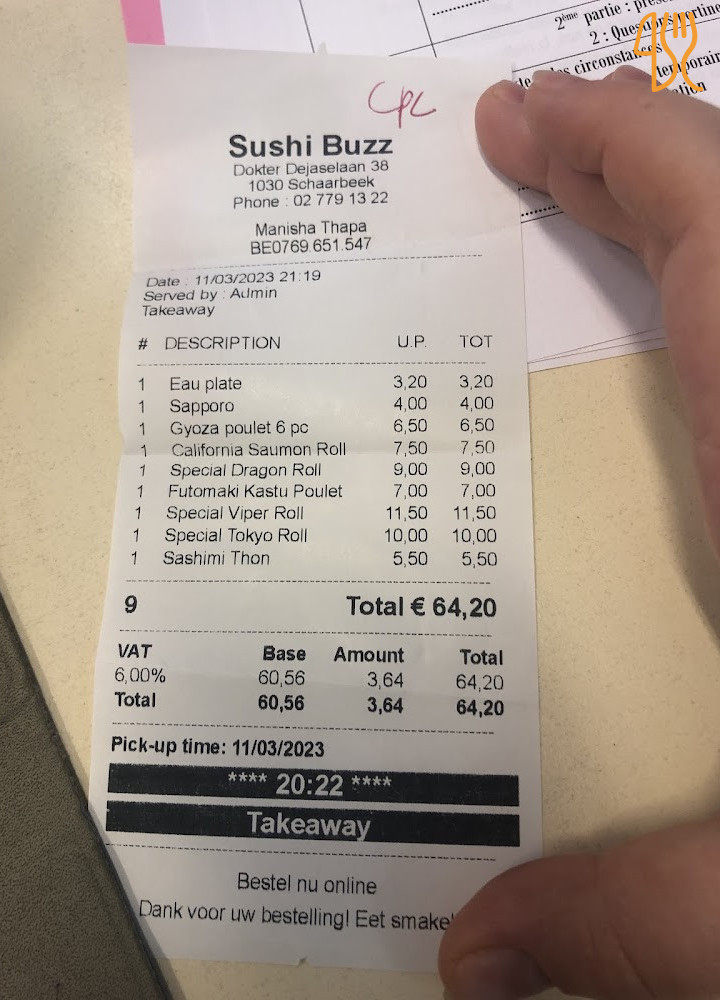 2ème partie :
2 :
circonstances
Cpc
Sushi Buzz
Dokter Dejaselaan 38
1030 Schaarbeek
Phone : 02 779 13 22
Manisha Thapa
BE0769.651.547
Date : 11/03/2023 21:19
Served by : Admin
Takeaway
# DESCRIPTION U.P. TOT
1 Eau plate 3,20 3,20
1 Sapporo 4,00 4,00
1 Gyoza poulet 6 pc 6,50 6,50
1 California Saumon Roll 7,50 7,50
1 Special Dragon Roll 9,00 9,00
1 Futomaki Kastu Poulet 7,00 7,00
1 Special Viper Roll 11,50 11,50
1 Special Tokyo Roll 10,00 10,00
1 Sashimi Thon 5,50 5,50
9 Total € 64,20
VAT Base Amount Total
6,00% 60,56 3,64 64,20
Total 60,56 3,64 64,20
Pick-up time: 11/03/2023
**** 20:22 ****
Takeaway
Bestel nu online
Dank voor uw bestelling! Eet smake